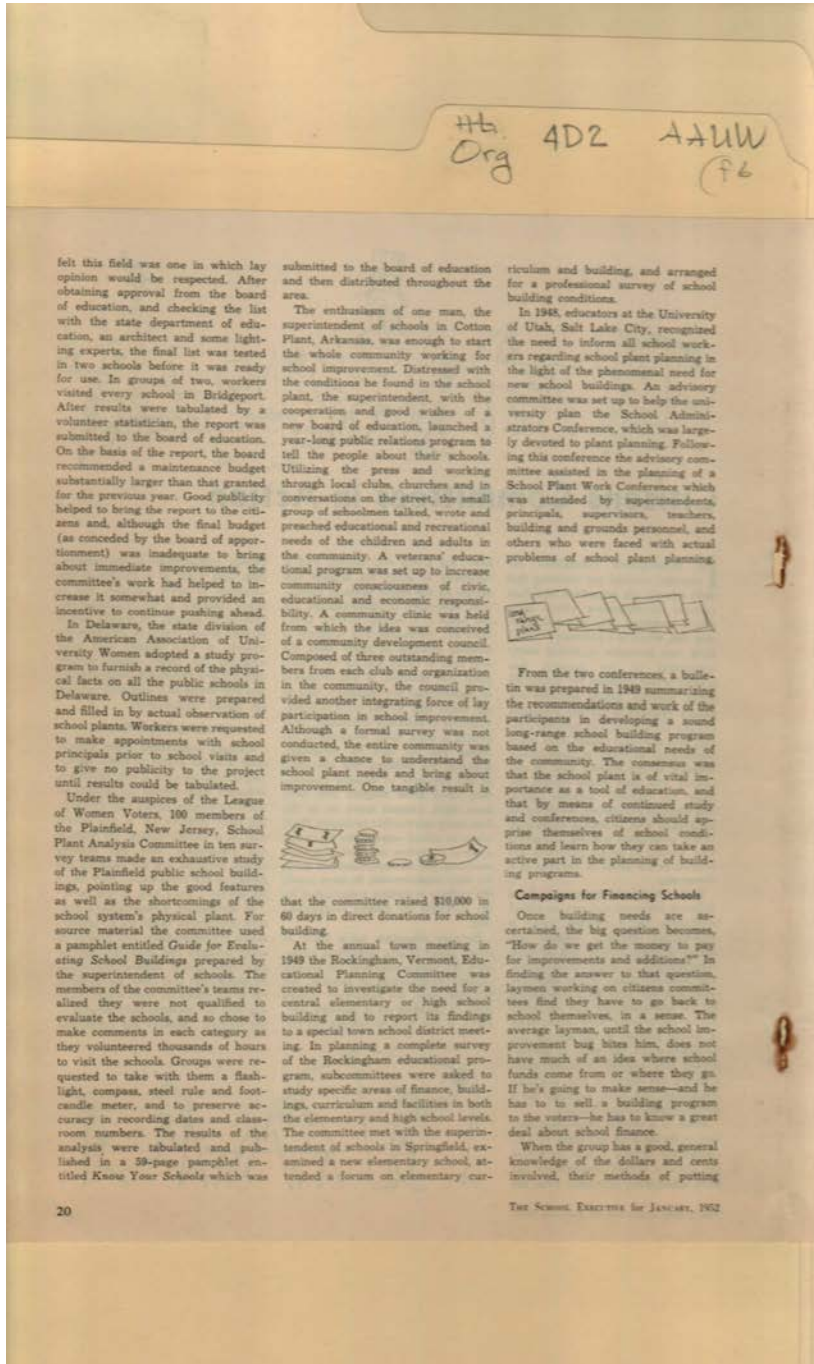 Org 4D2 AAUW
felt this field was one in which lay
opinion would be respected. After
obtaining approval from the board
of education, and checking the list
with the state department of edu-
cation, an architect and some light-
ing experts, the final list was tested
in two schools before it was ready
for use. In groups of two, workers
visited every school in Bridgeport.
After results were tabulated by a
volunteer statistician, the report was
submitted to the board of education.
On the basis of the report, the board
recommended a maintenance budget
substantially larger than that granted
for the previous year. Good publicity
helped to bring the report to the citi-
zens and, although the final budget
(as conceded by the board of appor-
tionment) was inadequate to bring
about immediate improvements, the
committee's work had helped to in-
crease it somewhat and provided an
incentive to continue pushing ahead.
In Delaware, the state division of
the American Association of Uni-
versity Women adopted a study pro-
gram to furnish a record of the physi-
cal facts on all the public schools in
Delaware. Outlines were prepared
and filled in by actual observation of
school plants. Workers were requested
to make appointments with school
principals prior to school visits and
to give no publicity to the project
until results could be tabulated.
Under the auspices of the League
of Women Voters, 100 members of
the Plainfield, New Jersey, School
Plant Analysis Committee in ten sur-
vey teams made an exhaustive study
of the Plainfield public school build-
ings, pointing up the good features
as well as the shortcomings of the
school system's physical plant. For
source material the committee used
a pamphlet entitled Guide for Evalu-
ating School Buildings prepared by
the superintendent of schools. The
members of the committee's teams re-
alized they were not qualified to
evaluate the schools, and so chose to
make comments in each category as
they volunteered thousands of hours
to visit the schools. Groups were re-
quested to take with them a flash-
light, compass, steel rule and foot-
candle meter, and to preserve ac-
curacy in recording dates and class-
room numbers. The results of the
analysis were tabulated and pub-
lished in a 59-page pamphlet en-
titled Know Your Schools which was
submitted to the board of education
and then distributed throughout the
area.
The enthusiasm of one man, the
superintendent of schools in Cotton
Plant, Arkansas, was enough to start
the whole community working for
school improvement. Distressed with
the conditions he found in the school
plant, the superintendent, with the
cooperation and good wishes of a
new board of education, launched a
year-long public relations program to
tell the people about their schools.
Utilizing the press and working
through local clubs, churches and in
conversations on the street, the small
group of schoolmen talked, wrote and
preached educational and recreational
needs of the children and adults in
the community. A veterans' educa-
tional program was set up to increase
community consciousness of civic,
educational and economic responsi-
bility. A community clinic was held
from which the idea was conceived
of a community development council.
Composed of three outstanding mem-
bers from each club and organization
in the community, the council pro-
vided another integrating force of lay
participation in school improvement.
Although a formal survey was not
conducted, the entire community was
given a chance to understand the
school plant needs and bring about
improvement. One tangible result is
that the committee raised $10,000 in
60 days in direct donations for school
building.
At the annual town meeting in
1949 the Rockingham, Vermont, Edu-
cational Planning Committee was
created to investigate the need for a
central elementary or high school
building and to report its findings
to a special town school district meet-
ing. In planning a complete survey
of the Rockingham educational pro-
gram, subcommittees were asked to
study specific areas of finance, build-
ings, curriculum and facilities in both
the elementary and high school levels.
The committee met with the superin-
tendent of schools in Springfield, ex-
amined a new elementary school, at-
tended a forum on elementary cur-
riculum and building, and arranged
for a professional survey of school
building conditions.
In 1948, educators at the University
of Utah, Salt Lake City, recognized
the need to inform all school work-
ers regarding school plant planning in
the light of the phenomenal need for
new school buildings. An advisory
committee was set up to help the uni-
versity plan the School Admini-
strators Conference, which was large-
ly devoted to plant planning. Follow-
ing this conference the advisory com-
mittee assisted in the planning of a
School Plant Work Conference which
was attended by superintendents,
principals, supervisors, teachers,
building and grounds personnel, and
others who were faced with actual
problems of school plant planning.
long
range
plans
From the two conferences, a bulle-
tin was prepared in 1949 summarizing
the recommendations and work of the
participants in developing a sound
long-range school building program
based on the educational needs of
the community. The consensus was
that the school plant is of vital im-
portance as a tool of education, and
that by means of continued study
and conferences, citizens should ap-
prise themselves of school condi-
tions and learn how they can take an
active part in the planning of build-
ing programs.
Campaigns for Financing Schools
Once building needs are as-
certained, the big question becomes,
"How do we get the money to pay
for improvements and additions?" In
finding the answer to that question,
laymen working on citizens commit-
tees find they have to go back to
school themselves, in a sense. The
average layman, until the school im-
provement bug bites him, does not
have much of an idea where school
funds come from or where they go.
If he's going to make sense—and he
has to to sell a building program
to the voters—he has to know a great
deal about school finance.
When the group has a good, general
knowledge of the dollars and cents
involved, their methods of putting
20
THE SCHOOL EXECUTIVE for JANUARY, 1952